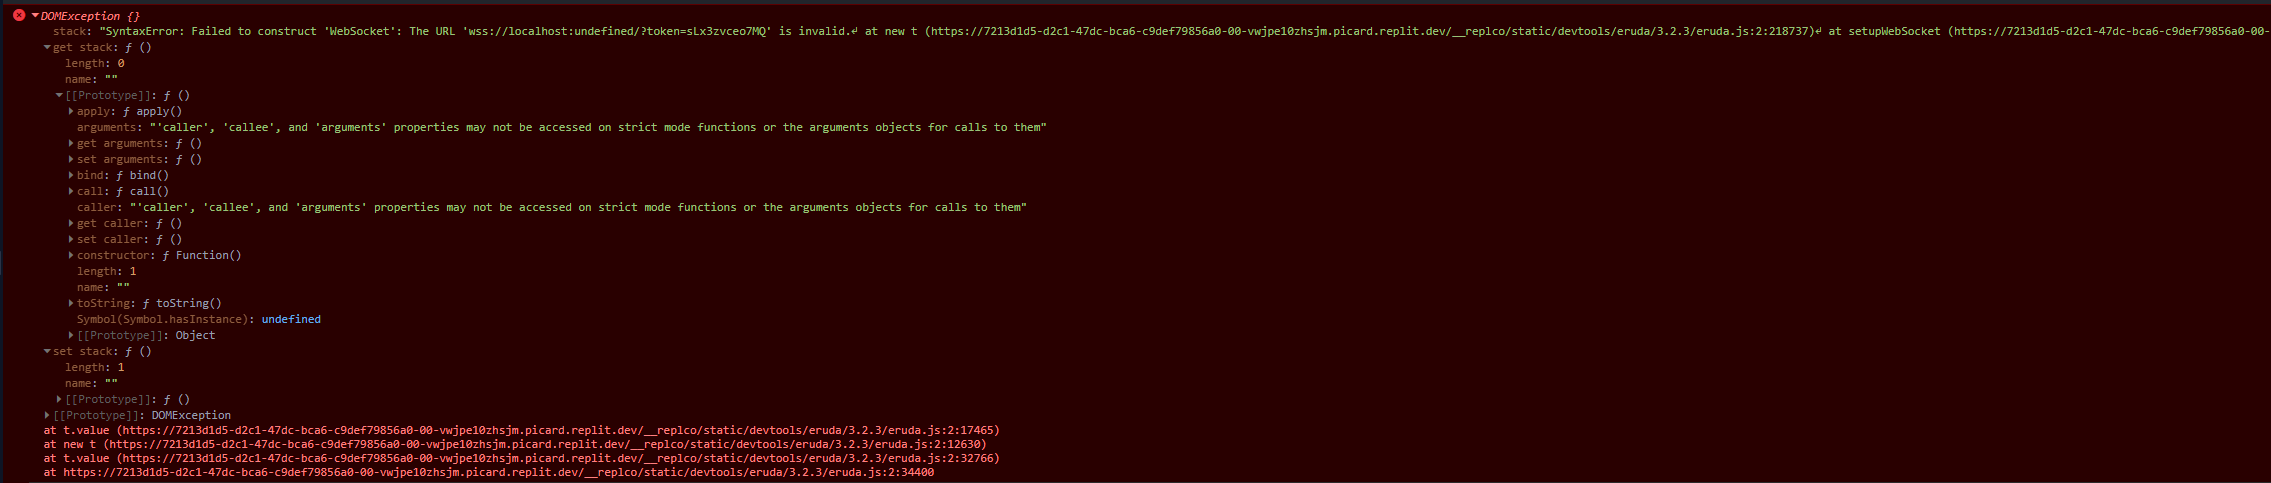 DOMException {}
stack: "SyntaxError: Failed to construct 'WebSocket': The URL 'wss://localhost:undefined/?token=sLx3zvceo7MQ' is invalid.↲ at new t (https://7213d1d5-d2c1-47dc-bca6-c9def79856a0-00-vwjpe10zhsjm.picard.replit.dev/__replco/static/devtools/eruda/3.2.3/eruda.js:2:218737)↲ at setupWebSocket (https://7213d1d5-d2c1-47dc-bca6-c9def79856a0-00-
get stack: ƒ ()
length: 0
name: ""
[[Prototype]]: ƒ ()
apply: ƒ apply()
arguments: "'caller', 'callee', and 'arguments' properties may not be accessed on strict mode functions or the arguments objects for calls to them"
get arguments: ƒ ()
set arguments: ƒ ()
bind: ƒ bind()
call: ƒ call()
caller: "'caller', 'callee', and 'arguments' properties may not be accessed on strict mode functions or the arguments objects for calls to them"
get caller: ƒ ()
set caller: ƒ ()
constructor: ƒ Function()
length: 1
name: ""
toString: ƒ toString()
Symbol(Symbol.hasInstance): undefined
[[Prototype]]: Object
set stack: ƒ ()
length: 1
name: ""
[[Prototype]]: ƒ ()
[[Prototype]]: DOMException
at t.value (https://7213d1d5-d2c1-47dc-bca6-c9def79856a0-00-vwjpe10zhsjm.picard.replit.dev/__replco/static/devtools/eruda/3.2.3/eruda.js:2:17465)
at new t (https://7213d1d5-d2c1-47dc-bca6-c9def79856a0-00-vwjpe10zhsjm.picard.replit.dev/__replco/static/devtools/eruda/3.2.3/eruda.js:2:12630)
at t.value (https://7213d1d5-d2c1-47dc-bca6-c9def79856a0-00-vwjpe10zhsjm.picard.replit.dev/__replco/static/devtools/eruda/3.2.3/eruda.js:2:32766)
at https://7213d1d5-d2c1-47dc-bca6-c9def79856a0-00-vwjpe10zhsjm.picard.replit.dev/__replco/static/devtools/eruda/3.2.3/eruda.js:2:34400